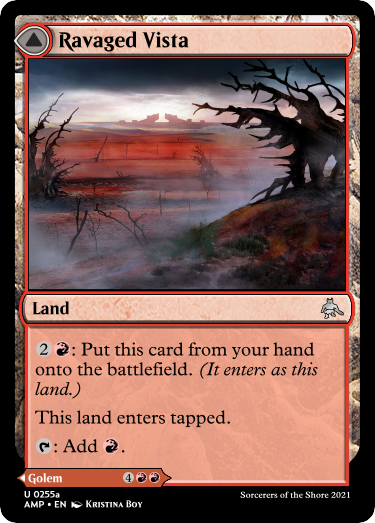 Ravaged Vista
Land
2 : Put this card from your hand
onto the battlefield. (It enters as this
land.)
This land enters tapped.
: Add .
Golem 4
U 0255a
AMP • EN Kristina Boy
Sorcerers of the Shore 2021